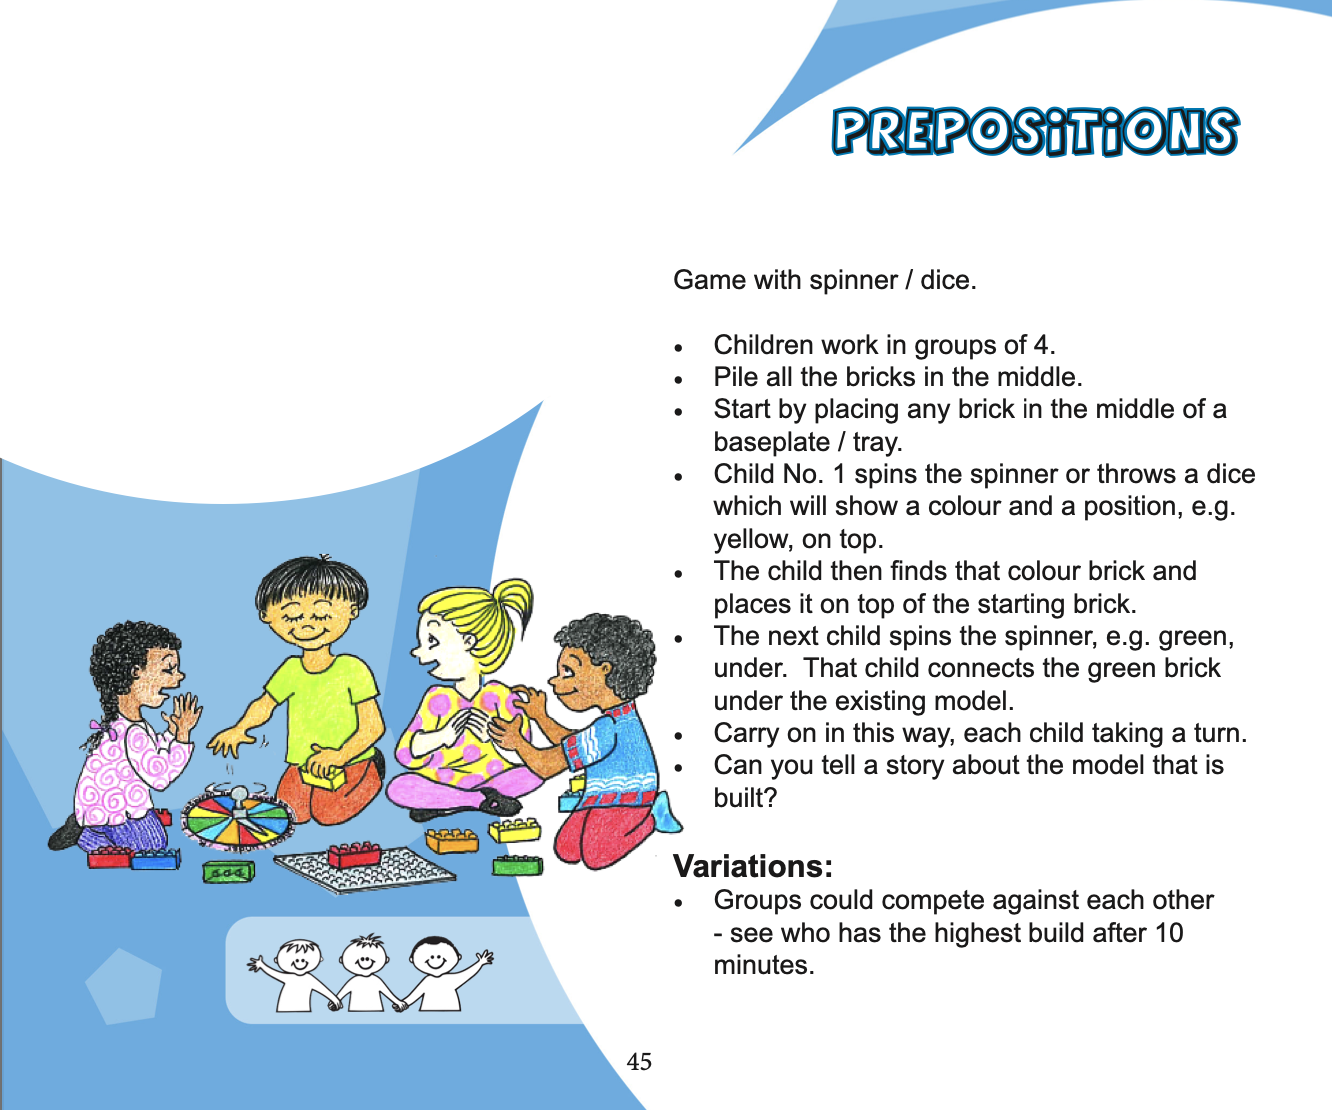 PREPOSITIONS
Game with spinner / dice.
• Children work in groups of 4.
• Pile all the bricks in the middle.
• Start by placing any brick in the middle of a
baseplate / tray.
• Child No. 1 spins the spinner or throws a dice
which will show a colour and a position, e.g.
yellow, on top.
• The child then finds that colour brick and
places it on top of the starting brick.
• The next child spins the spinner, e.g. green,
under.  That child connects the green brick
under the existing model.
• Carry on in this way, each child taking a turn.
• Can you tell a story about the model that is
built?
Variations:
• Groups could compete against each other
- see who has the highest build after 10
minutes.
45